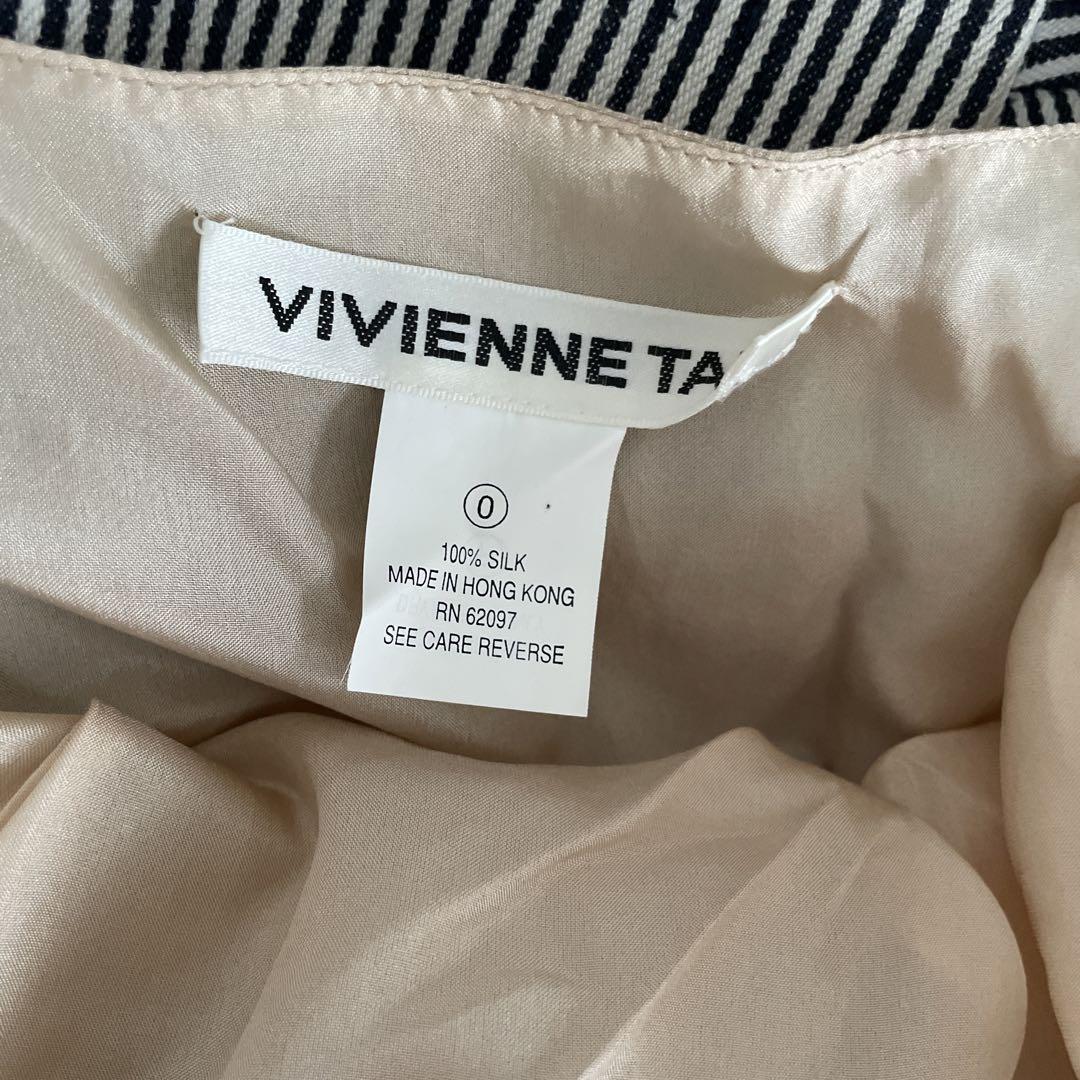 VIVIENNE TA
0
100% SILK
MADE IN HONG KONG
RN 62097
SEE CARE REVERSE